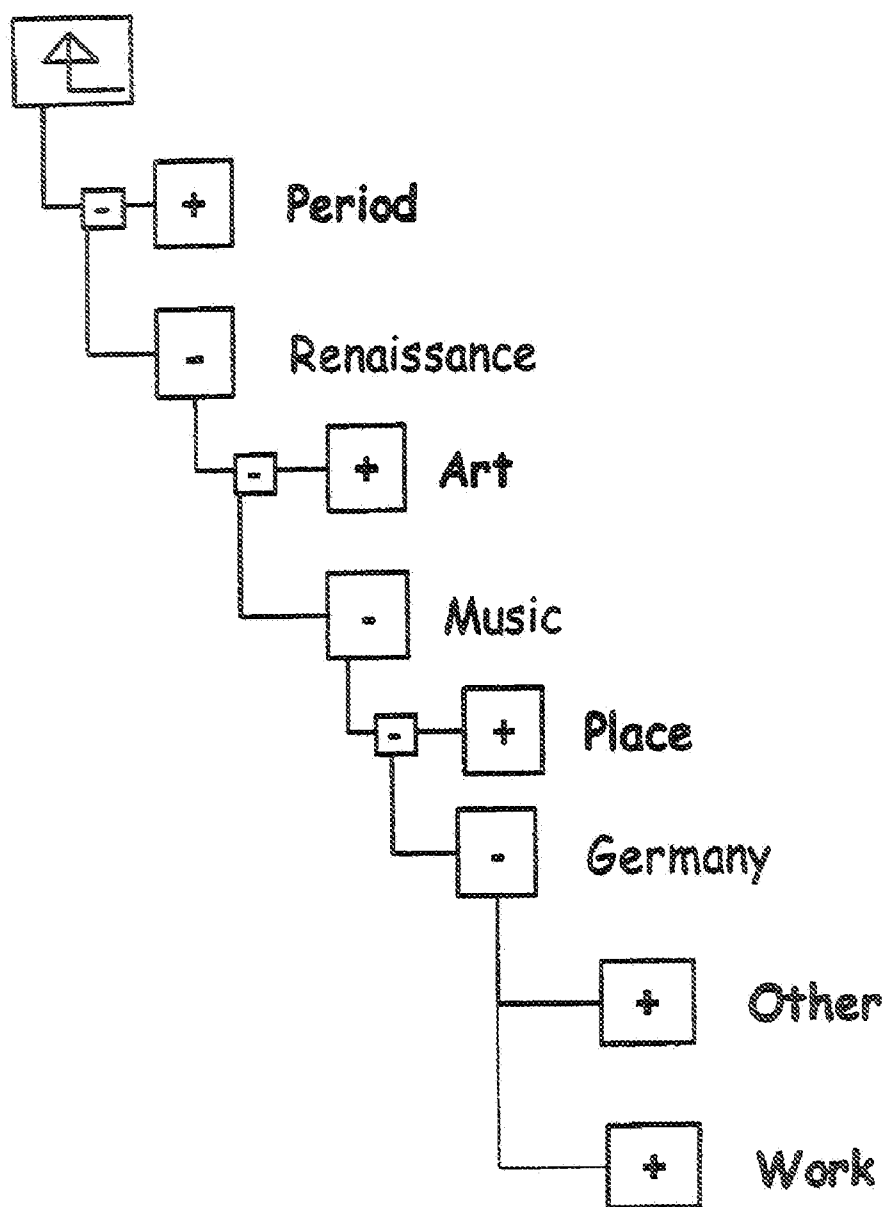 - + Period
- Renaissance
- + Art
- Music
- + Place
- Germany
+ Other
+ Work